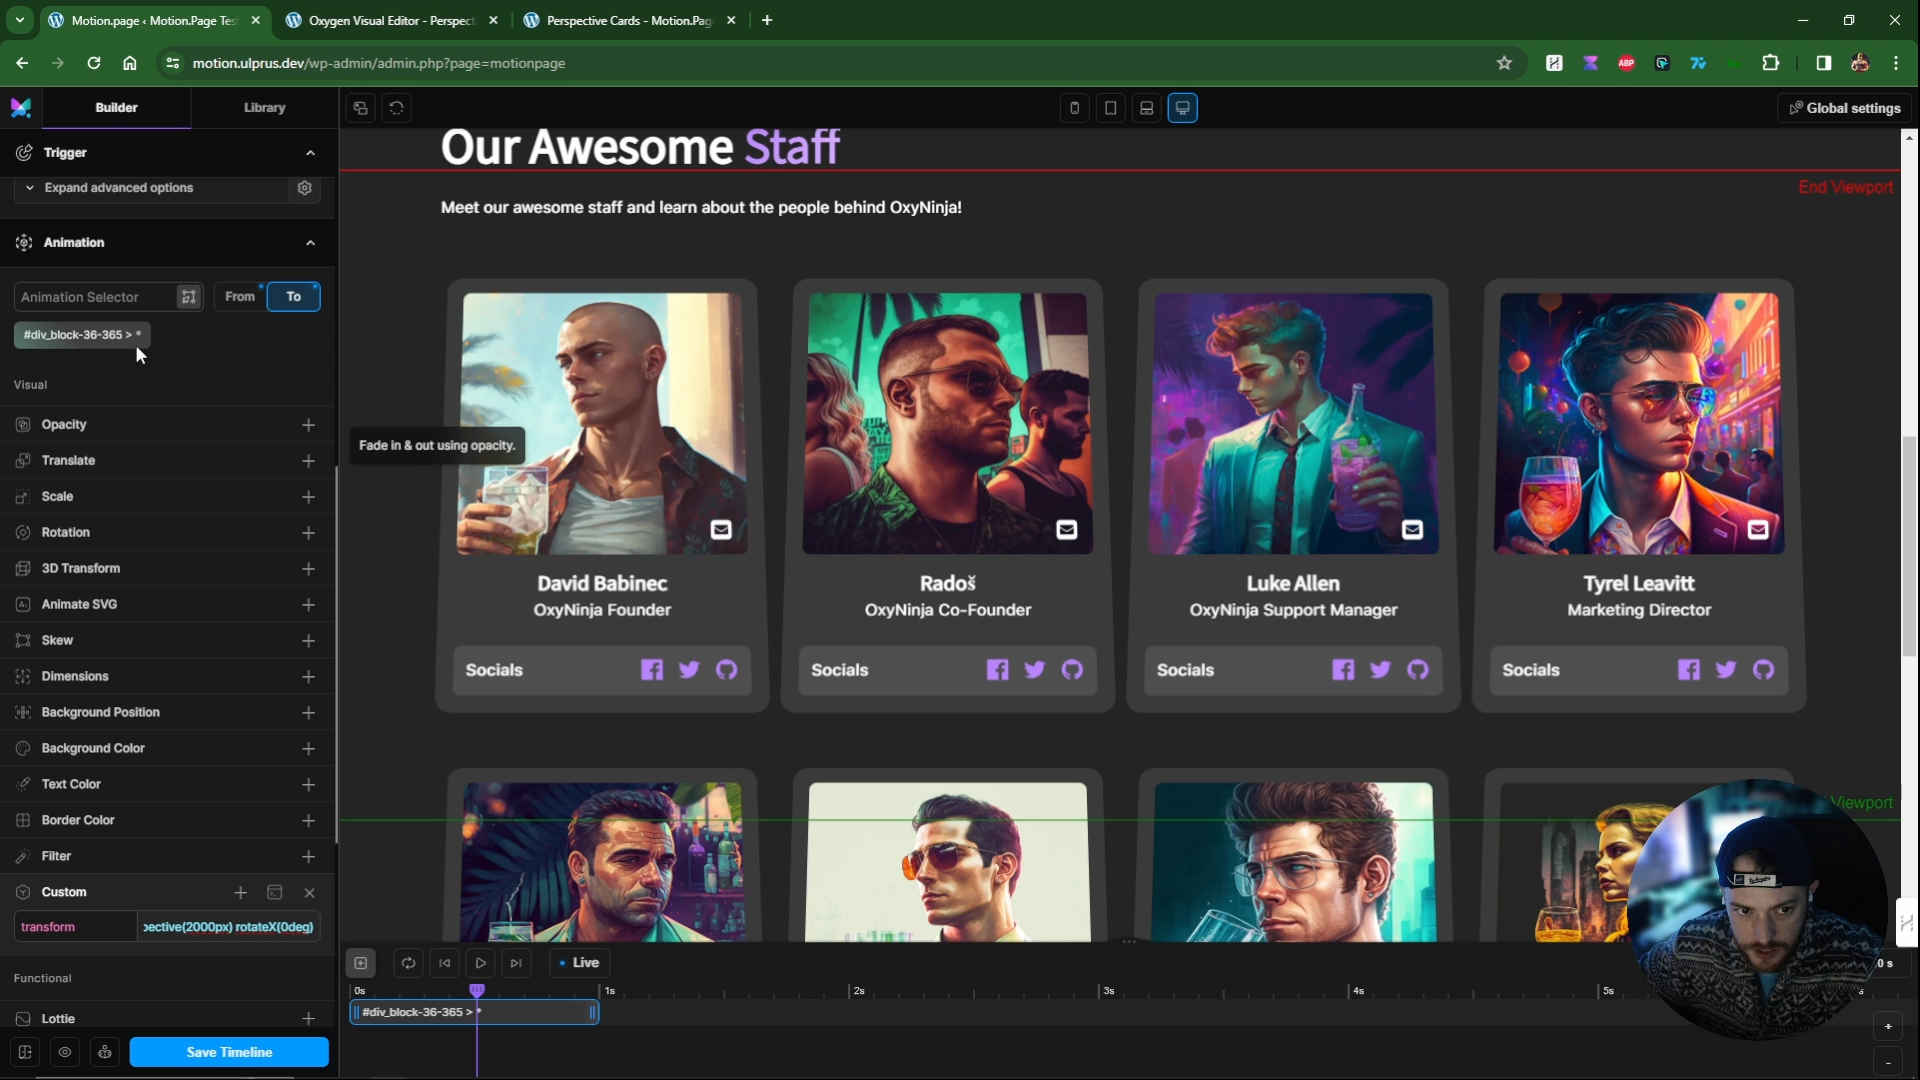 Motion.page ‹ Motion.Page Tes
Oxygen Visual Editor - Perspect
Perspective Cards - Motion.Pag
motion.ulprus.dev/wp-admin/admin.php?page=motionpage
ABP
Builder
Library
Global settings
Trigger
Expand advanced options
Animation
Animation Selector
From
To
#div_block-36-365 > *
Visual
Opacity
Translate
Scale
Rotation
3D Transform
Animate SVG
Skew
Dimensions
Background Position
Background Color
Text Color
Border Color
Filter
Custom
transform
pective(2000px) rotateX(0deg)
Functional
Lottie
Save Timeline
Fade in & out using opacity.
Our Awesome Staff
End Viewport
Meet our awesome staff and learn about the people behind OxyNinja!
David Babinec
OxyNinja Founder
Socials
Radoš
OxyNinja Co-Founder
Socials
Luke Allen
OxyNinja Support Manager
Socials
Tyrel Leavitt
Marketing Director
Socials
Viewport
Live
0 s
0s
1s
2s
3s
4s
5s
#div_block-36-365 > *